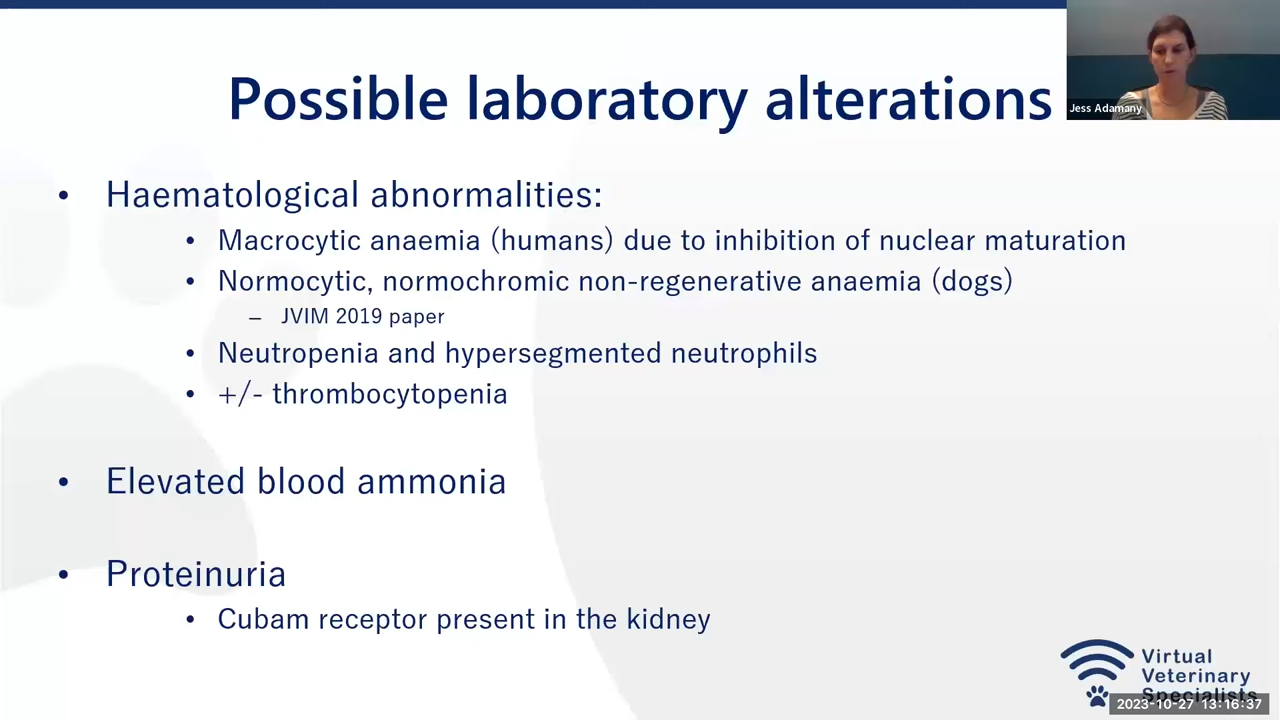 Possible laboratory alterations
Jess Adamany
• Haematological abnormalities:
• Macrocytic anaemia (humans) due to inhibition of nuclear maturation
• Normocytic, normochromic non-regenerative anaemia (dogs)
– JVIM 2019 paper
• Neutropenia and hypersegmented neutrophils
• +/- thrombocytopenia
• Elevated blood ammonia
• Proteinuria
• Cubam receptor present in the kidney
Virtual
Veterinary
Specialists
2023-10-27 13:16:37